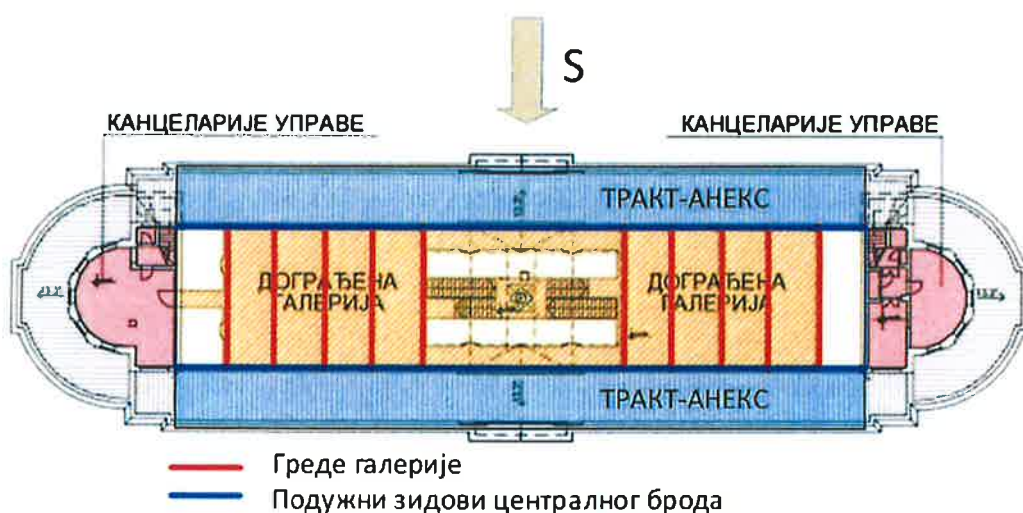 S
КАНЦЕЛАРИЈЕ УПРАВЕ
КАНЦЕЛАРИЈЕ УПРАВЕ
ТРАКТ-АНЕКС
ДОГРАЂЕНА
ГАЛЕРИЈА
ДОГРАЂЕНА
ГАЛЕРИЈА
ТРАКТ-АНЕКС
Греде галерије
Подужни зидови централног брода